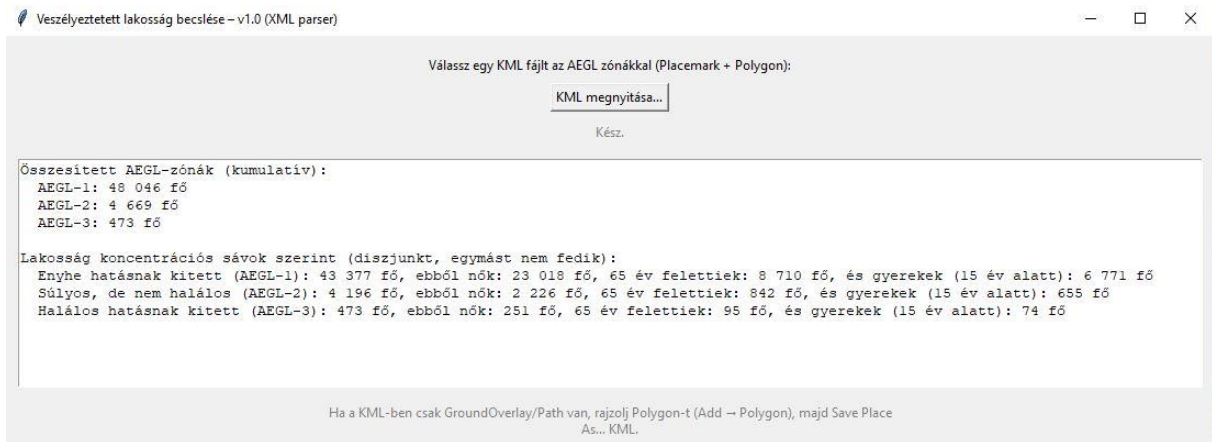 Veszélyeztetett lakosság becslése – v1.0 (XML parser)
Válassz egy KML fájlt az AEGL zónákkal (Placemark + Polygon):
KML megnyitása...
Kész.
Összesített AEGL-zónák (kumulatív):
AEGL-1: 48 046 fő
AEGL-2: 4 669 fő
AEGL-3: 473 fő
Lakosság koncentrációs sávok szerint (diszjunkt, egymást nem fedik):
Enyhe hatásnak kitett (AEGL-1): 43 377 fő, ebből nők: 23 018 fő, 65 év felettiek: 8 710 fő, és gyerekek (15 év alatt): 6 771 fő
Súlyos, de nem halálos (AEGL-2): 4 196 fő, ebből nők: 2 226 fő, 65 év felettiek: 842 fő, és gyerekek (15 év alatt): 655 fő
Halálos hatásnak kitett (AEGL-3): 473 fő, ebből nők: 251 fő, 65 év felettiek: 95 fő, és gyerekek (15 év alatt): 74 fő
Ha a KML-ben csak GroundOverlay/Path van, rajzolj Polygon-t (Add → Polygon), majd Save Place
As... KML.